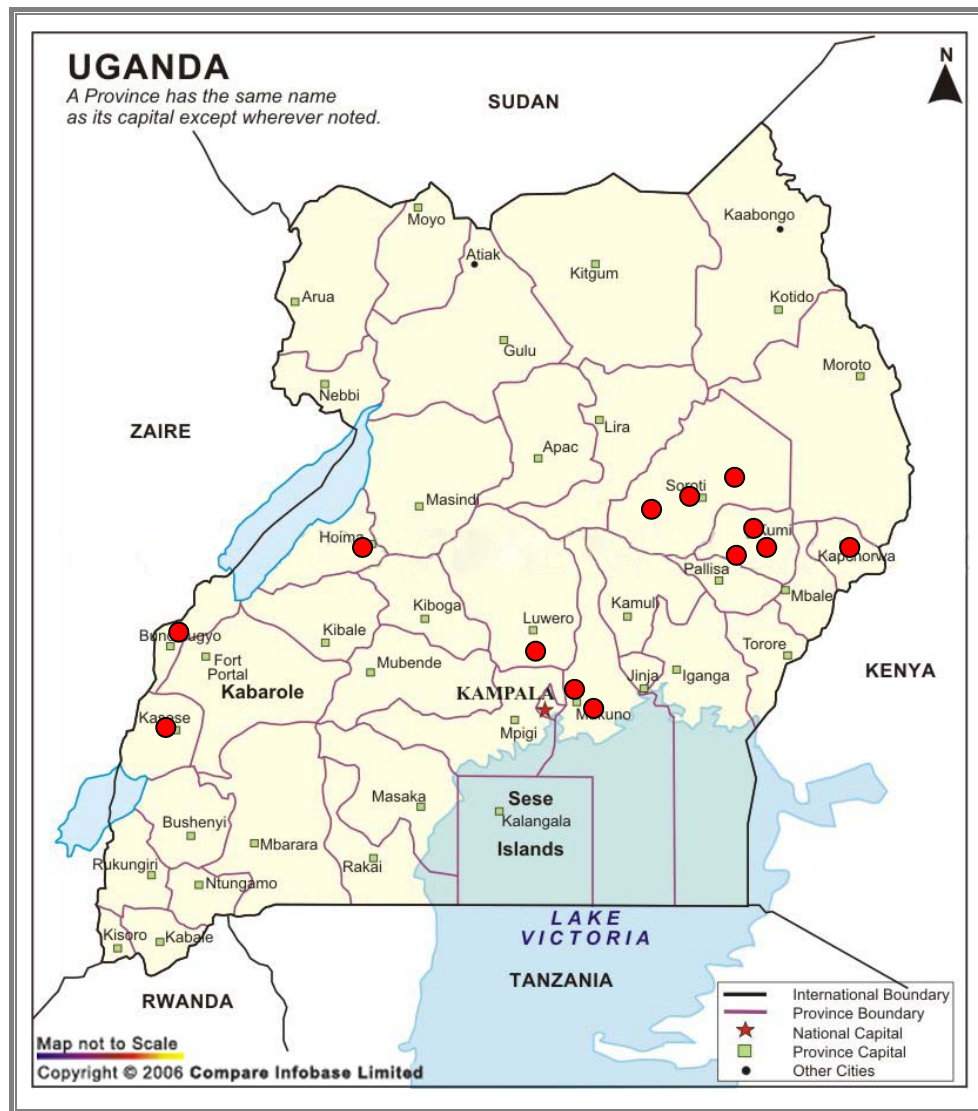 UGANDA
A Province has the same name
as its capital except wherever noted.
N
SUDAN
Kaabongo
Moyo
Atiak
Kitgum
Arua
Kotido
Gulu
Moroto
Nebbi
ZAIRE
Lira
Apac
Soroti
Masindi
Hoima
Pallisa
Mbale
Kiboga
Kamuli
Luwero
Kibale
Torore
Fort
Portal
Mubende
KENYA
Kabarole
KAMPALA
Jinja
Iganga
Kasese
Mpigi
Masaka
Sese
Kalangala
Islands
Bushenyi
Mbarara
Rukungiri
Rakai
Ntungamo
LAKE
VICTORIA
Kisoro
Kabale
TANZANIA
RWANDA
International Boundary
Province Boundary
National Capital
Province Capital
Other Cities
Map not to Scale
Copyright © 2006 Compare Infobase Limited